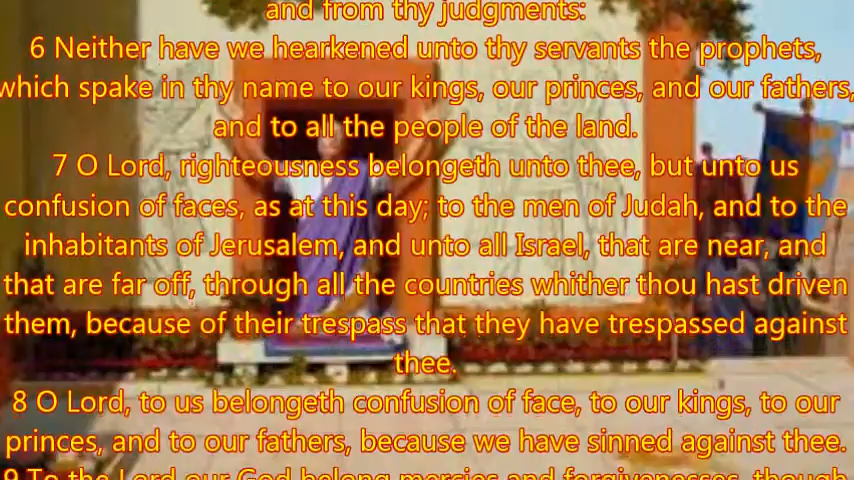 and from thy judgments:
6 Neither have we hearkened unto thy servants the prophets,
which spake in thy name to our kings, our princes, and our fathers,
and to all the people of the land.
7 O Lord, righteousness belongeth unto thee, but unto us
confusion of faces, as at this day; to the men of Judah, and to the
inhabitants of Jerusalem, and unto all Israel, that are near, and
that are far off, through all the countries whither thou hast driven
them, because of their trespass that they have trespassed against
thee.
8 O Lord, to us belongeth confusion of face, to our kings, to our
princes, and to our fathers, because we have sinned against thee.
9 To the Lord our God belong mercies and forgivenesses, though